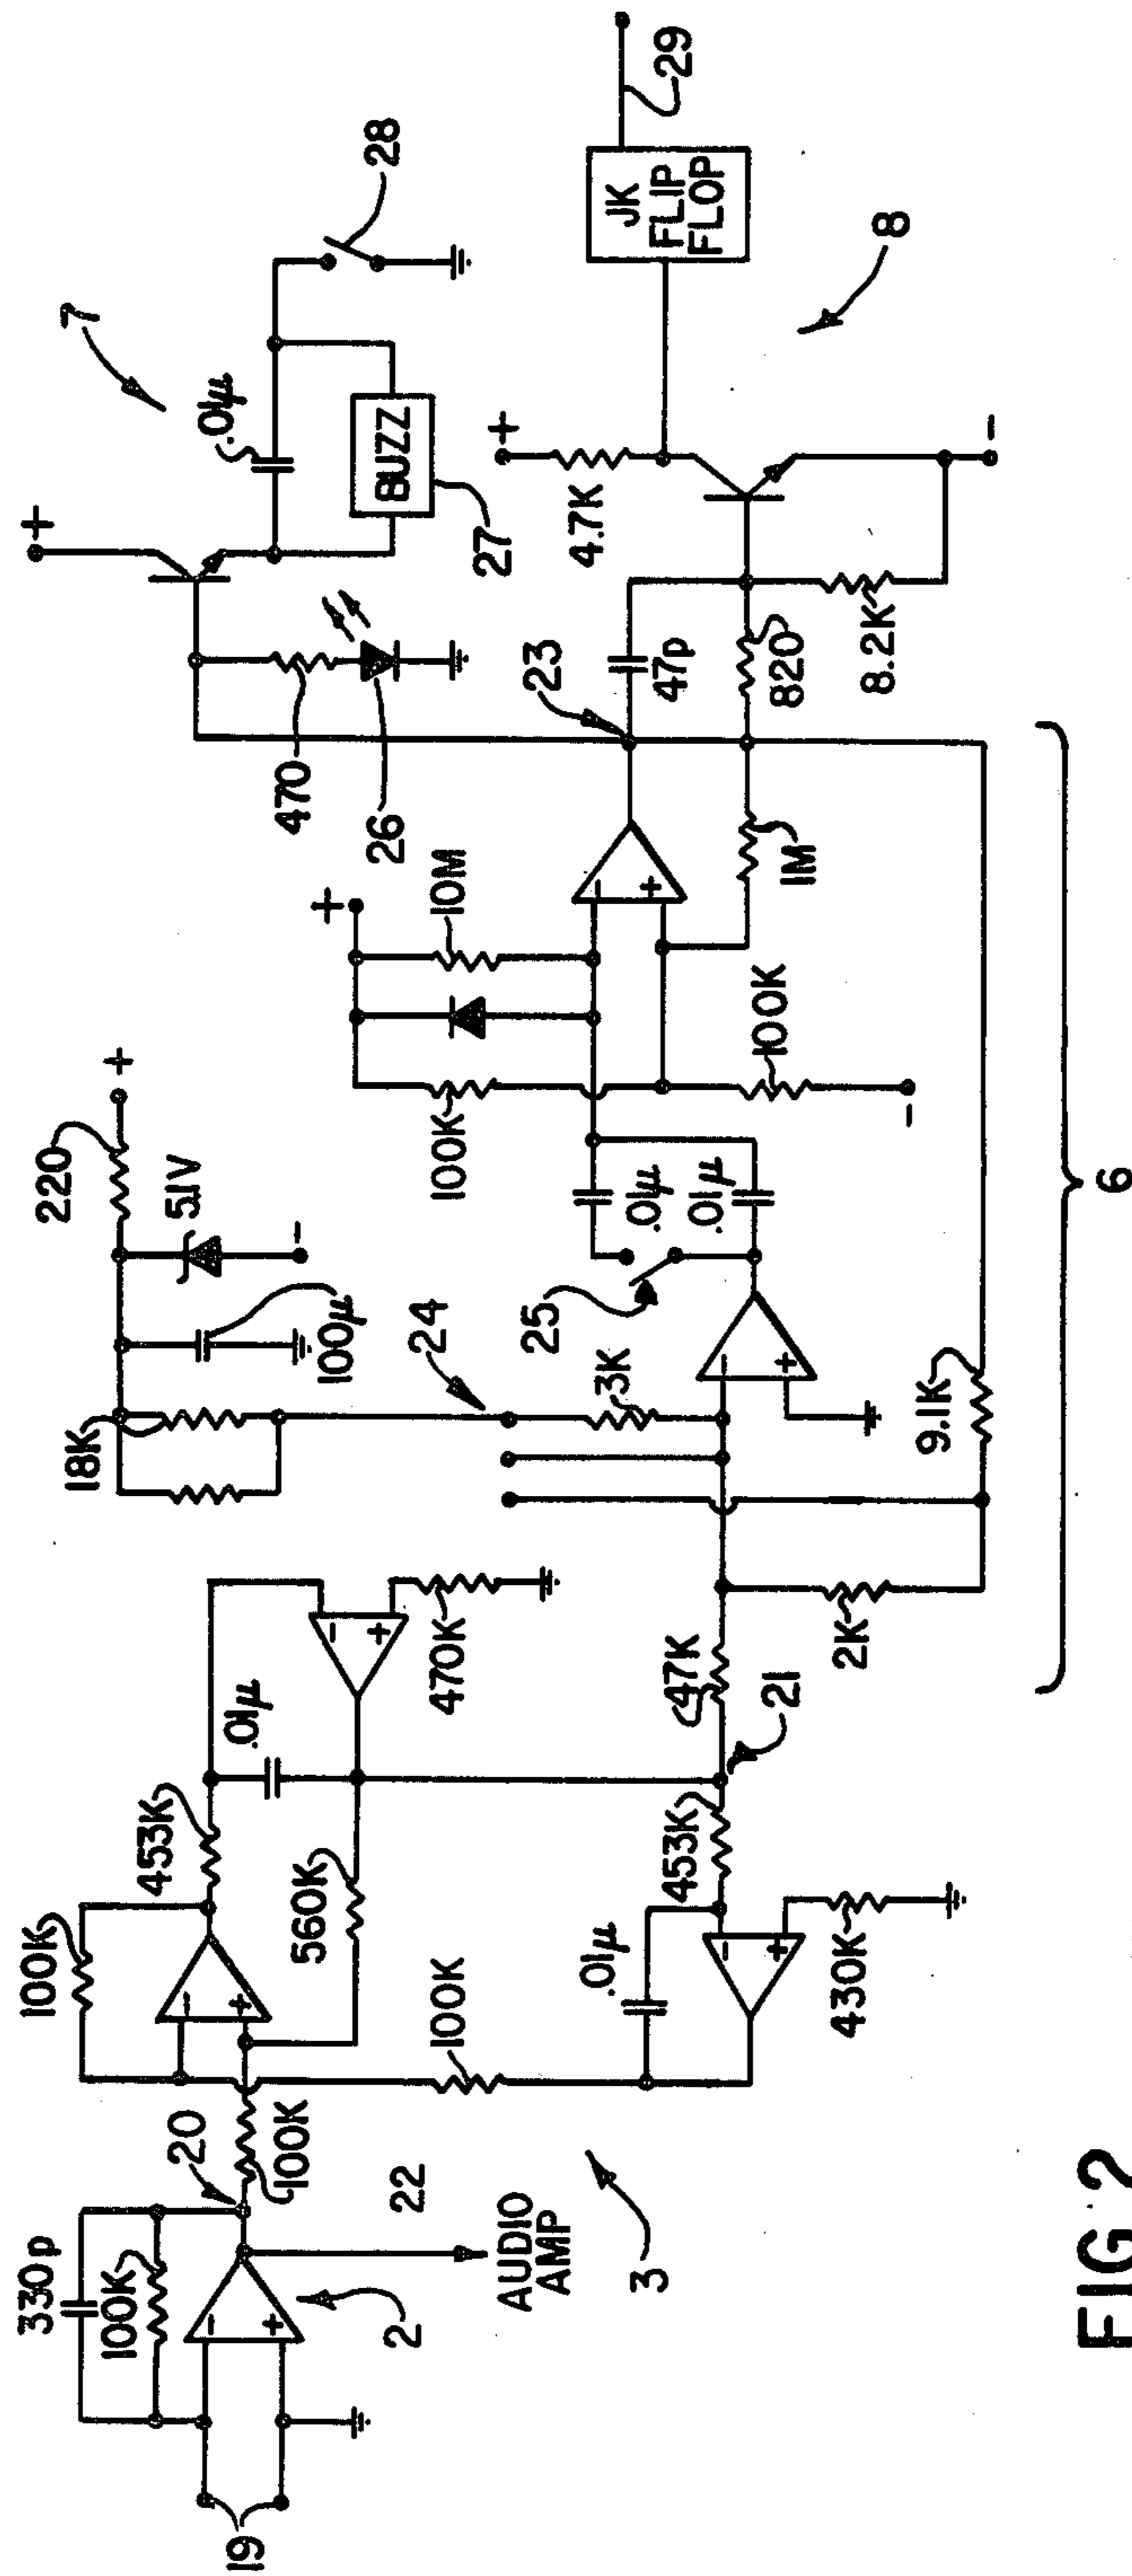 330p
100K
19
2
20
22
AUDIO
AMP
100K
3
100K
453K
.01µ
560K
100K
.01µ
453K
470K
430K
21
47K
2K
18K
220
+
5.1V
-
100µ
24
3K
25
.01µ
.01µ
9.1K
100K
+
10M
100K
-
1M
23
6
7
+
.01µ
28
BUZZ
27
470
26
47p
820
8.2K
4.7K
+
-
JK
FLIP
FLOP
29
8
FIG 2